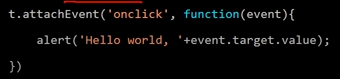 t.attachEvent('onclick', function(event){
alert('Hello world, '+event.target.value);
})